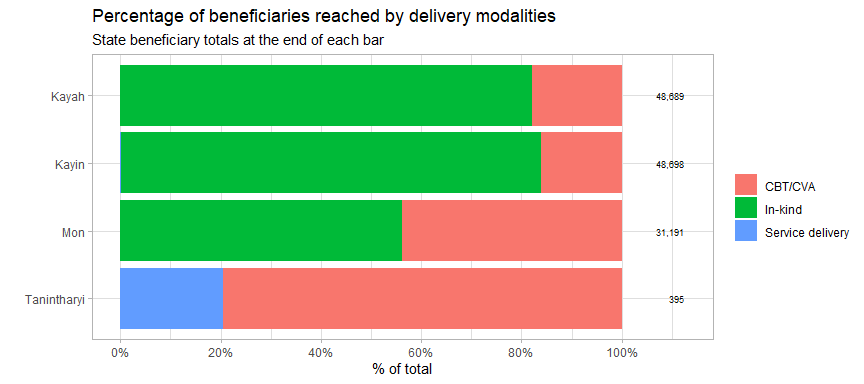 Percentage of beneficiaries reached by delivery modalities
State beneficiary totals at the end of each bar
Kayah
48,689
Kayin
48,698
Mon
31,191
Tanintharyi
395
CBT/CVA
In-kind
Service delivery
0%
20%
40%
60%
80%
100%
% of total